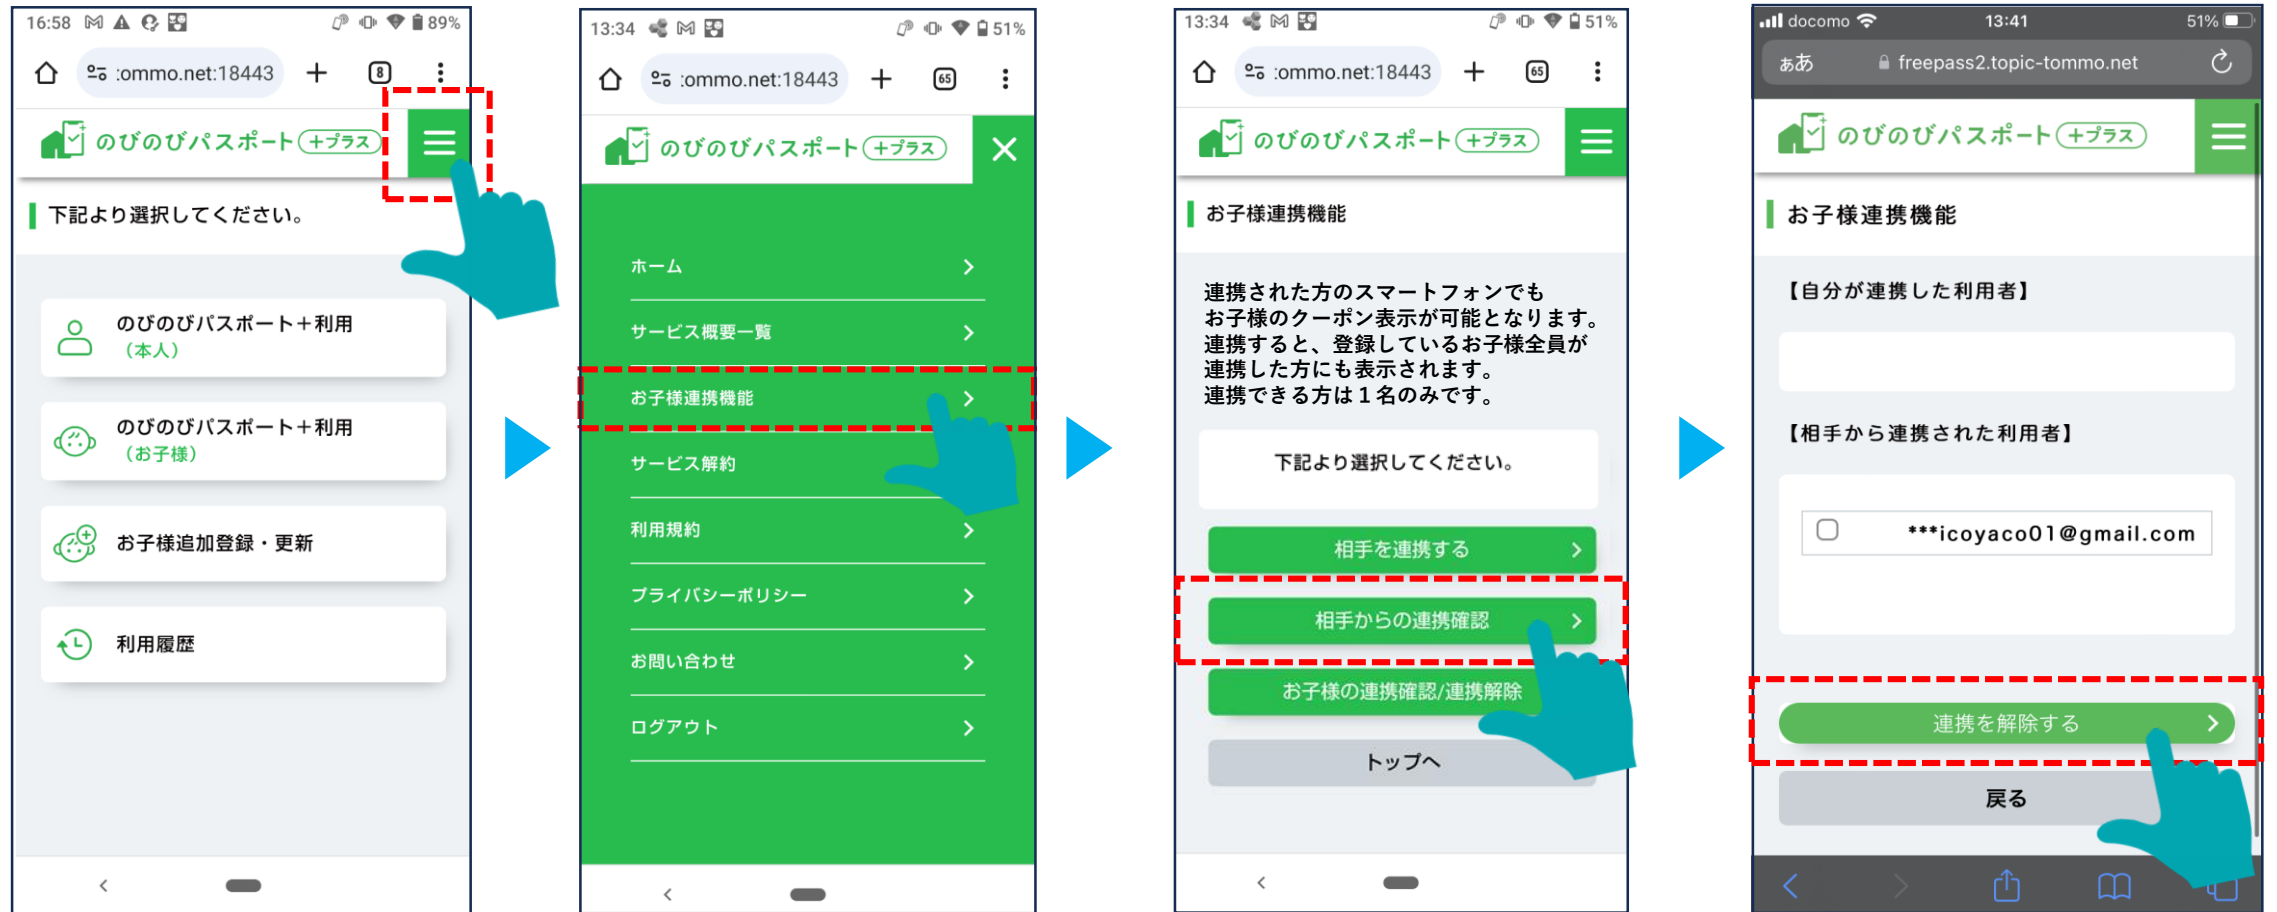 16:58
89%
:ommo.net:18443
8
のびのびパスポート +プラス
下記より選択してください。
のびのびパスポート＋利用
（本人）
のびのびパスポート＋利用
（お子様）
お子様追加登録・更新
利用履歴
13:34
51%
:ommo.net:18443
65
のびのびパスポート +プラス
ホーム
サービス概要一覧
お子様連携機能
サービス解約
利用規約
プライバシーポリシー
お問い合わせ
ログアウト
13:34
51%
:ommo.net:18443
65
のびのびパスポート +プラス
お子様連携機能
連携された方のスマートフォンでも
お子様のクーポン表示が可能となります。
連携すると、登録しているお子様全員が
連携した方にも表示されます。
連携できる方は１名のみです。
下記より選択してください。
相手を連携する
相手からの連携確認
お子様の連携確認/連携解除
トップへ
docomo
13:41
51%
ああ
freepass2.topic-tommo.net
のびのびパスポート +プラス
お子様連携機能
【自分が連携した利用者】
【相手から連携された利用者】
***icoyaco01@gmail.com
連携を解除する
戻る